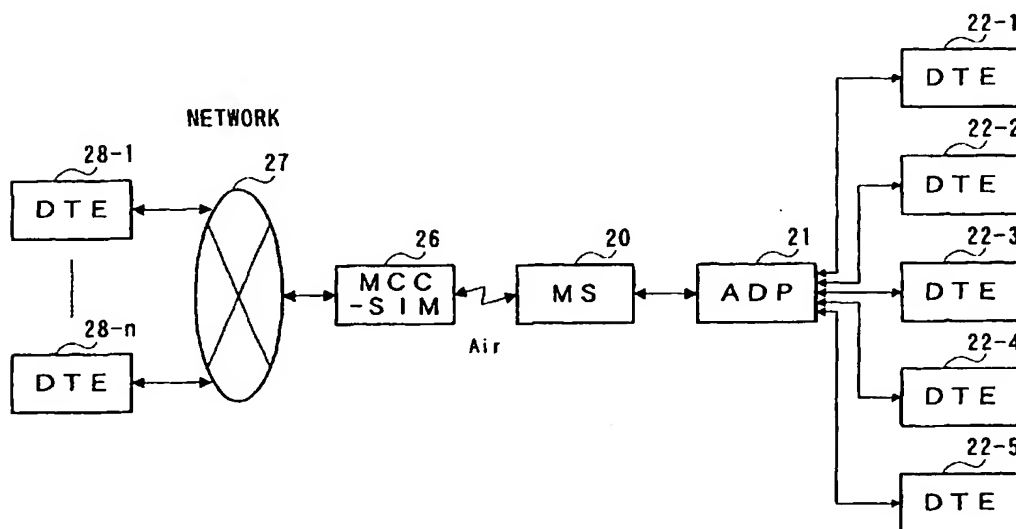 NETWORK
28-1
DTE
28-n
DTE
27
26
MCC
-SIM
Air
20
MS
21
ADP
22-1
DTE
22-2
DTE
22-3
DTE
22-4
DTE
22-5
DTE